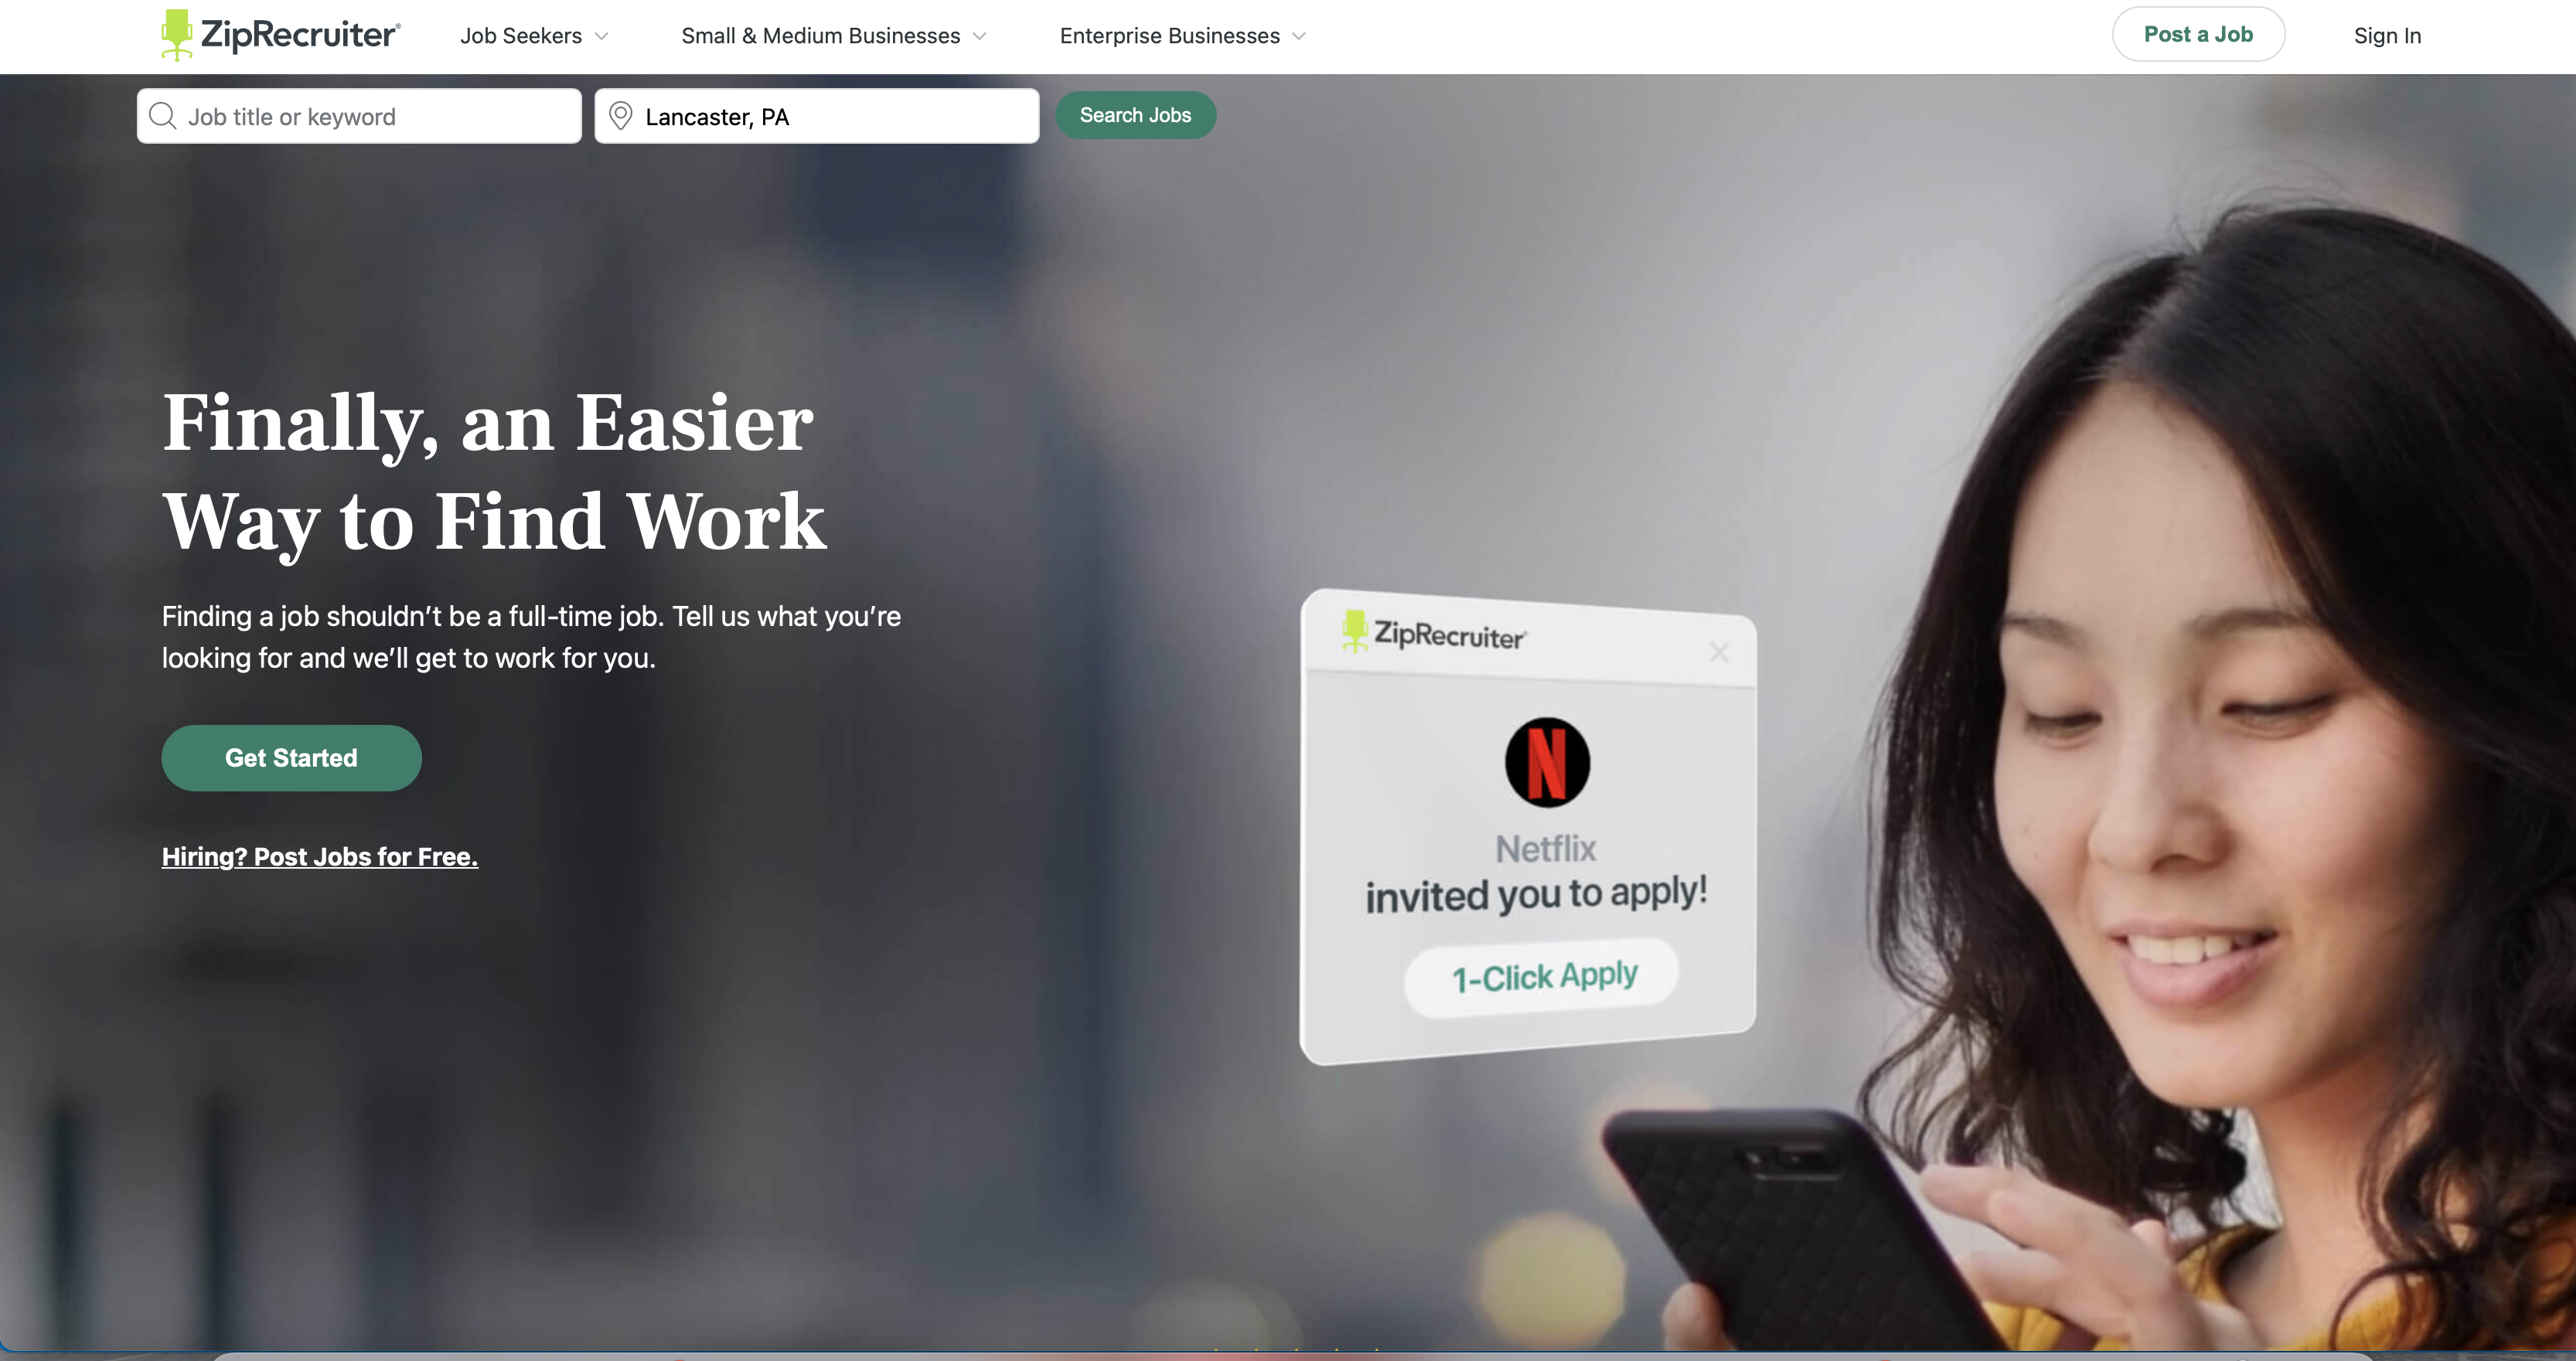 ZipRecruiter®
Job Seekers
Small & Medium Businesses
Enterprise Businesses
Post a Job
Sign In
Job title or keyword
Lancaster, PA
Search Jobs
Finally, an Easier
Way to Find Work
Finding a job shouldn’t be a full-time job. Tell us what you’re
looking for and we’ll get to work for you.
Get Started
Hiring? Post Jobs for Free.
ZipRecruiter®
N
Netflix
invited you to apply!
1-Click Apply